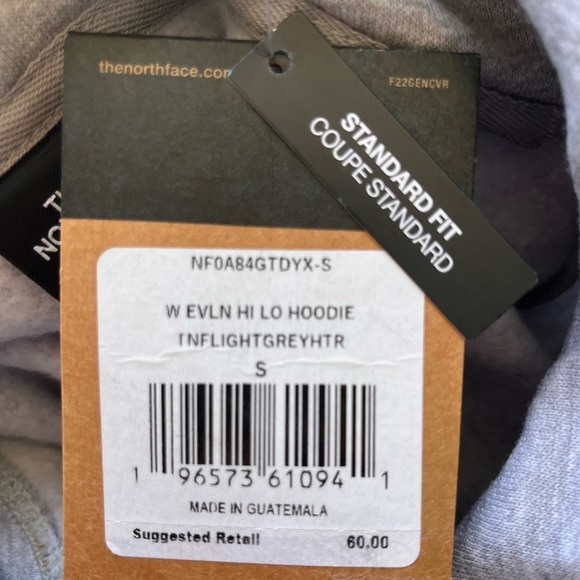 thenorthface.com
F22GENCVR
STANDARD FIT
COUPE STANDARD
NF0A84GTDYX-S
W EVLN HI LO HOODIE
TNFLIGHTGREYHTR
S
1 96573 61094 1
MADE IN GUATEMALA
Suggested Retail 60.00